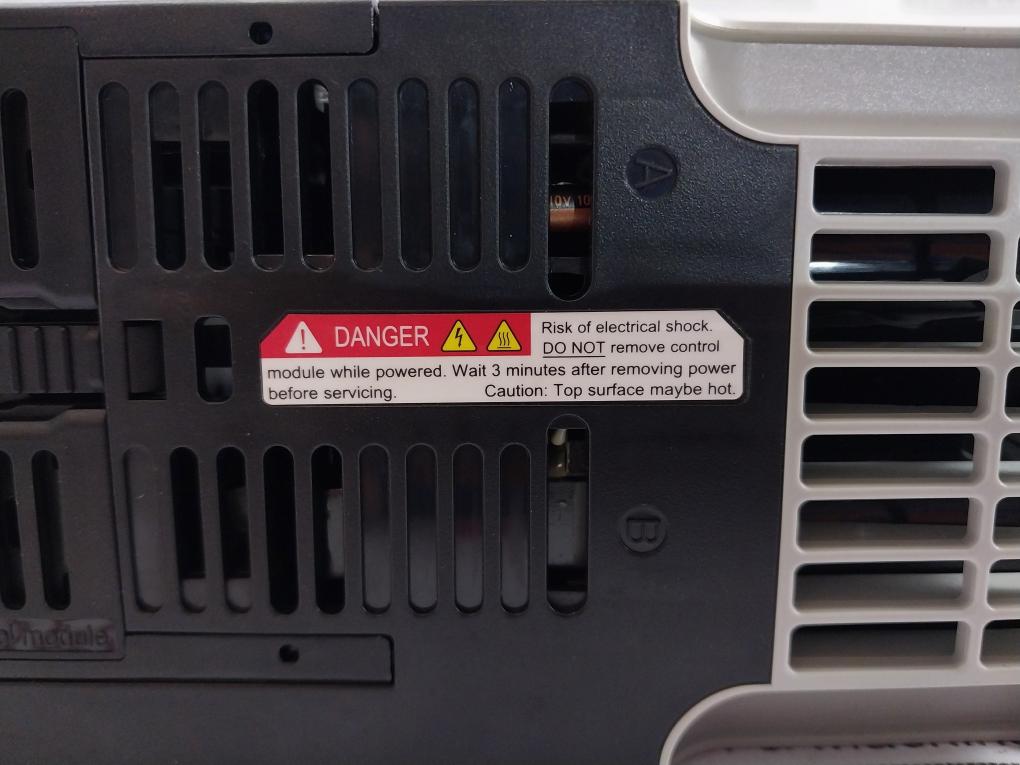 A
DANGER
Risk of electrical shock.
DO NOT remove control
module while powered. Wait 3 minutes after removing power
before servicing. Caution: Top surface maybe hot.
B
module